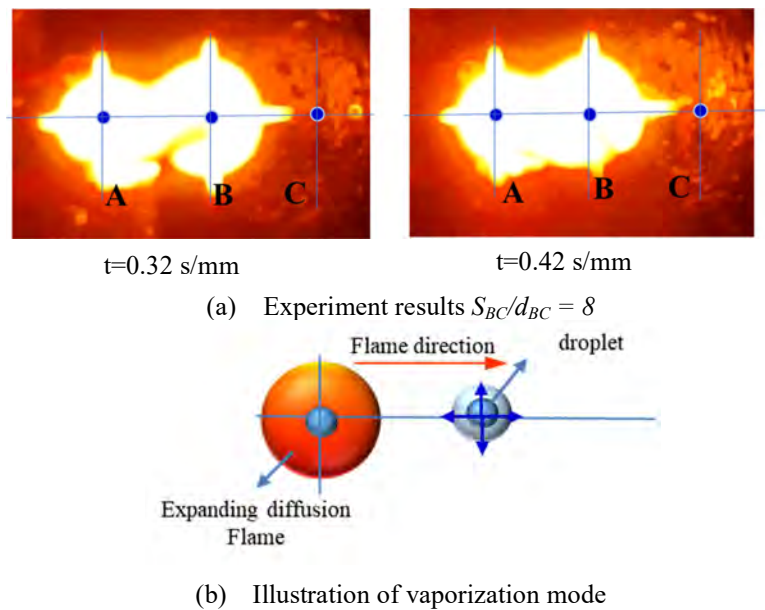 A B C
A B C
t=0.32 s/mm
t=0.42 s/mm
(a) Experiment results S_BC/d_BC = 8
Flame direction
droplet
Expanding diffusion
Flame
(b) Illustration of vaporization mode